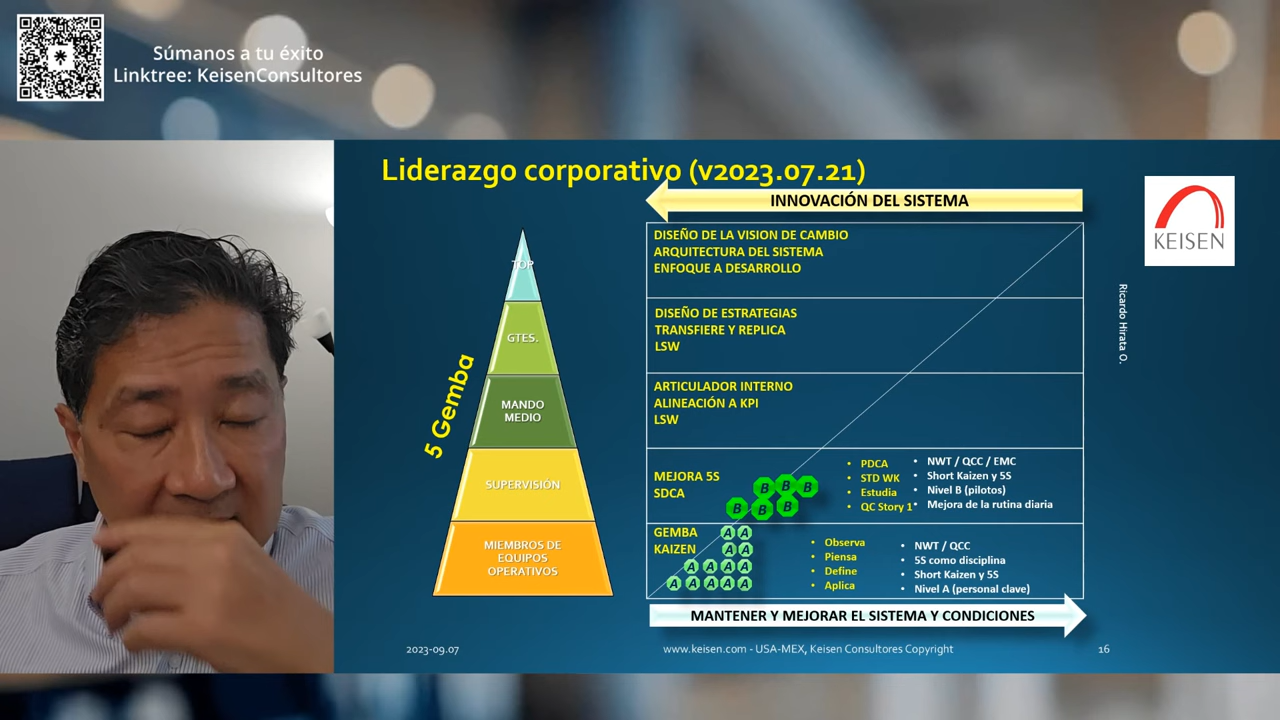 Súmanos a tu éxito
Linktree: KeisenConsultores
Liderazgo corporativo (v2023.07.21)
INNOVACIÓN DEL SISTEMA
KEISEN
Ricardo Hirata O.
5 Gemba
TOP
GTES.
MANDO
MEDIO
SUPERVISIÓN
MIEMBROS DE
EQUIPOS
OPERATIVOS
DISEÑO DE LA VISION DE CAMBIO
ARQUITECTURA DEL SISTEMA
ENFOQUE A DESARROLLO
DISEÑO DE ESTRATEGIAS
TRANSFIERE Y REPLICA
LSW
ARTICULADOR INTERNO
ALINEACIÓN A KPI
LSW
MEJORA 5S
SDCA
B B B
B B B
• PDCA
• STD WK
• Estudia
• QC Story 1
• NWT / QCC / EMC
• Short Kaizen y 5S
• Nivel B (pilotos)
• Mejora de la rutina diaria
GEMBA
KAIZEN
A A
A A
A A A A
A A A A A
• Observa
• Piensa
• Define
• Aplica
• NWT / QCC
• 5S como disciplina
• Short Kaizen y 5S
• Nivel A (personal clave)
MANTENER Y MEJORAR EL SISTEMA Y CONDICIONES
2023-09.07
www.keisen.com - USA-MEX, Keisen Consultores Copyright
16